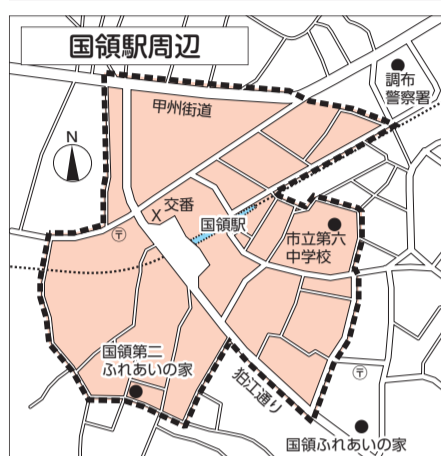 国領駅周辺
調布
警察署
甲州街道
N
交番
X
国領駅
〒
市立第六
中学校
国領第二
ふれあいの家
狛江通り
〒
国領ふれあいの家